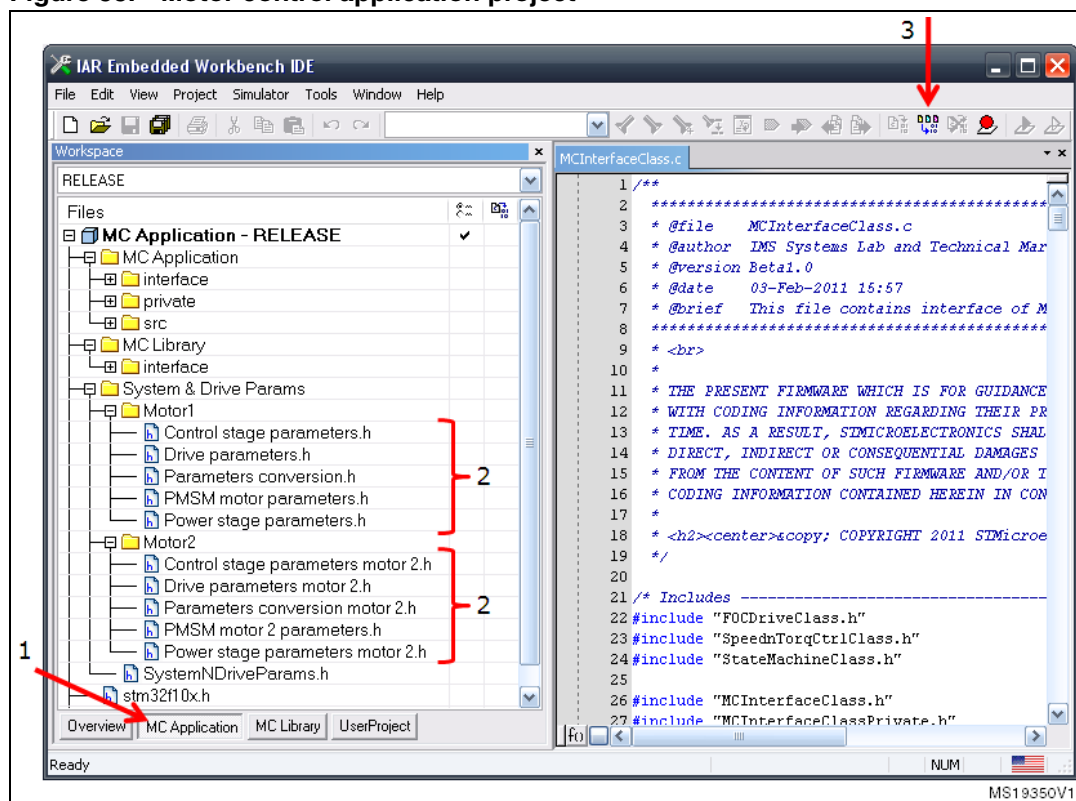 3
IAR Embedded Workbench IDE
File Edit View Project Simulator Tools Window Help
Workspace
RELEASE
Files
MC Application - RELEASE
MC Application
interface
private
src
MC Library
interface
System & Drive Params
Motor1
Control stage parameters.h
Drive parameters.h
Parameters conversion.h
PMSM motor parameters.h
Power stage parameters.h
2
Motor2
Control stage parameters motor 2.h
Drive parameters motor 2.h
Parameters conversion motor 2.h
PMSM motor 2 parameters.h
Power stage parameters motor 2.h
2
SystemNDriveParams.h
stm32f10x.h
1
Overview MC Application MC Library UserProject
MCInterfaceClass.c
1 /**
2 **********************************************
3 * @file MCInterfaceClass.c
4 * @author IMS Systems Lab and Technical Mar
5 * @version Beta1.0
6 * @date 03-Feb-2011 15:57
7 * @brief This file contains interface of M
8 **********************************************
9 * <br>
10 *
11 * THE PRESENT FIRMWARE WHICH IS FOR GUIDANCE
12 * WITH CODING INFORMATION REGARDING THEIR PR
13 * TIME. AS A RESULT, STMICROELECTRONICS SHAL
14 * DIRECT, INDIRECT OR CONSEQUENTIAL DAMAGES
15 * FROM THE CONTENT OF SUCH FIRMWARE AND/OR T
16 * CODING INFORMATION CONTAINED HEREIN IN CON
17 *
18 * <h2><center>&copy; COPYRIGHT 2011 STMicroe
19 */
20
21 /* Includes ------------------------------------
22 #include "FOCDriveClass.h"
23 #include "SpeednTorqCtrlClass.h"
24 #include "StateMachineClass.h"
25
26 #include "MCInterfaceClass.h"
27 #include "MCInterfaceClassPrivate.h"
Ready
NUM
MS19350V1